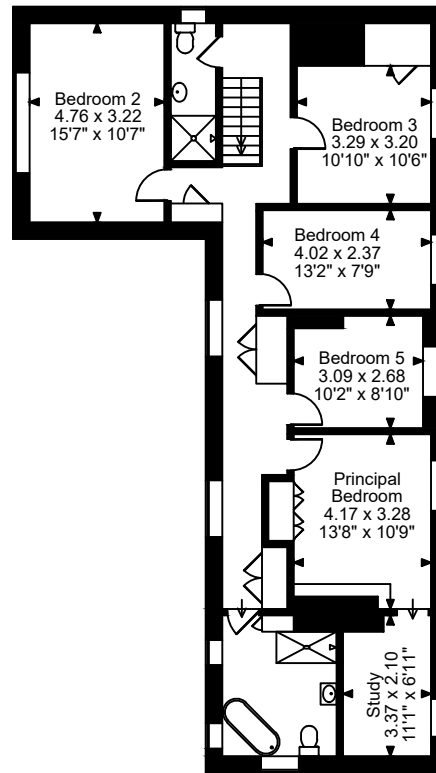 Bedroom 2
4.76 x 3.22
15'7" x 10'7"
Bedroom 3
3.29 x 3.20
10'10" x 10'6"
Bedroom 4
4.02 x 2.37
13'2" x 7'9"
Bedroom 5
3.09 x 2.68
10'2" x 8'10"
Principal
Bedroom
4.17 x 3.28
13'8" x 10'9"
Study
3.37 x 2.10
11'1" x 6'11"